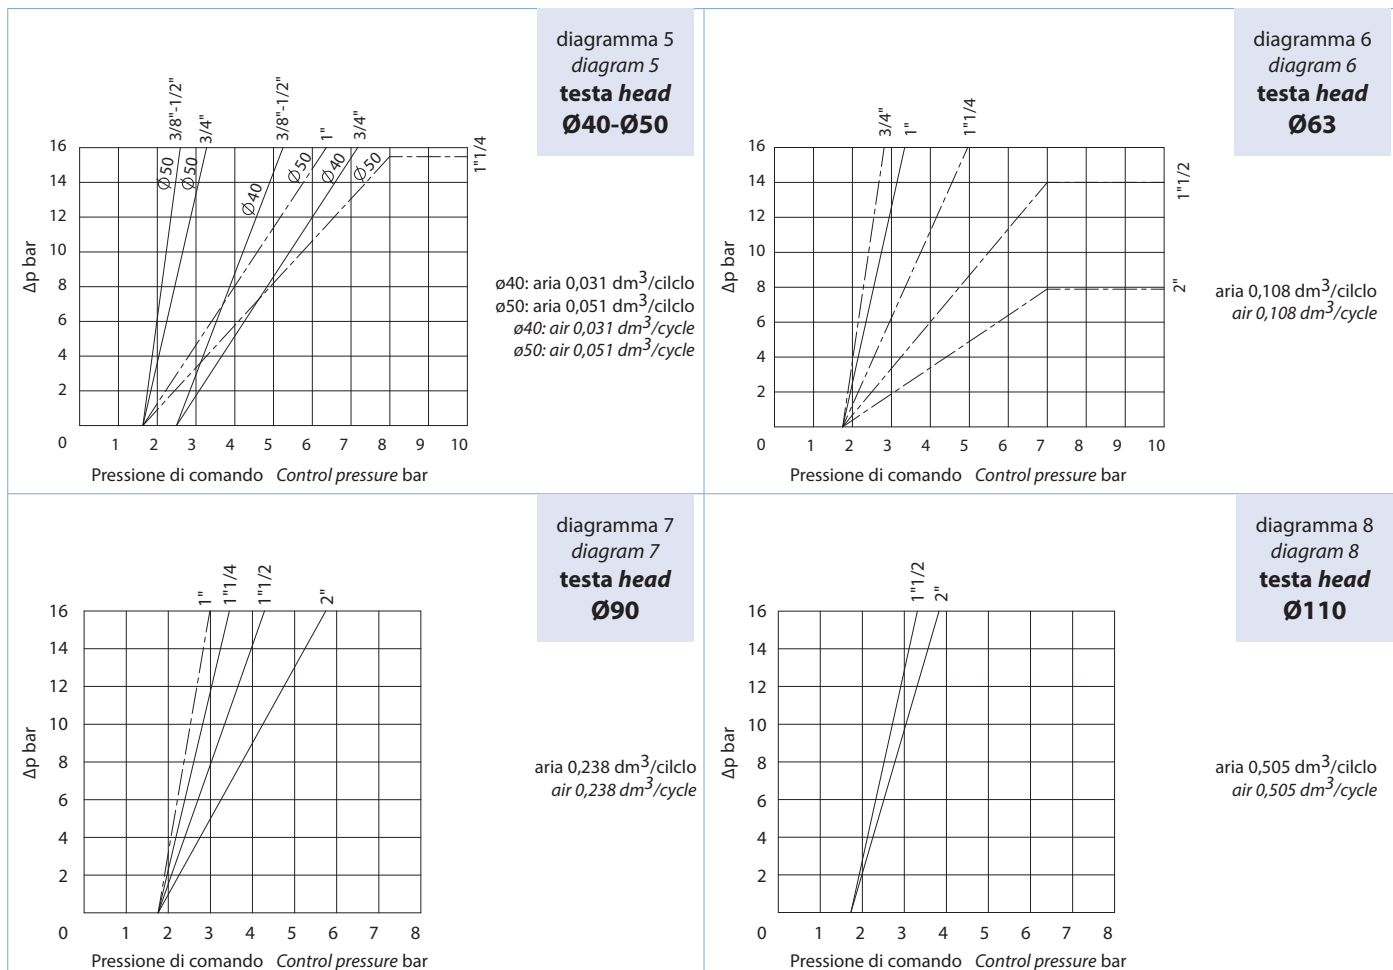 diagramma 5
diagram 5
testa head
Ø40-Ø50
3/8"-1/2"
3/4"
3/8"-1/2"
1"
3/4"
1"1/4
Ø50
Ø50
Ø40
Ø50
Ø40
Ø50
16
14
12
10
8
6
4
2
0
1 2 3 4 5 6 7 8 9 10
Δp bar
Pressione di comando Control pressure bar
ø40: aria 0,031 dm³/cilclo
ø50: aria 0,051 dm³/cilclo
ø40: air 0,031 dm³/cycle
ø50: air 0,051 dm³/cycle
diagramma 6
diagram 6
testa head
Ø63
3/4"
1"
1"1/4
1"1/2
2"
16
14
12
10
8
6
4
2
0
1 2 3 4 5 6 7 8 9 10
Δp bar
Pressione di comando Control pressure bar
aria 0,108 dm³/cilclo
air 0,108 dm³/cycle
diagramma 7
diagram 7
testa head
Ø90
1"
1"1/4
1"1/2
2"
16
14
12
10
8
6
4
2
0
1 2 3 4 5 6 7 8
Δp bar
Pressione di comando Control pressure bar
aria 0,238 dm³/cilclo
air 0,238 dm³/cycle
diagramma 8
diagram 8
testa head
Ø110
1"1/2
2"
16
14
12
10
8
6
4
2
0
1 2 3 4 5 6 7 8
Δp bar
Pressione di comando Control pressure bar
aria 0,505 dm³/cilclo
air 0,505 dm³/cycle